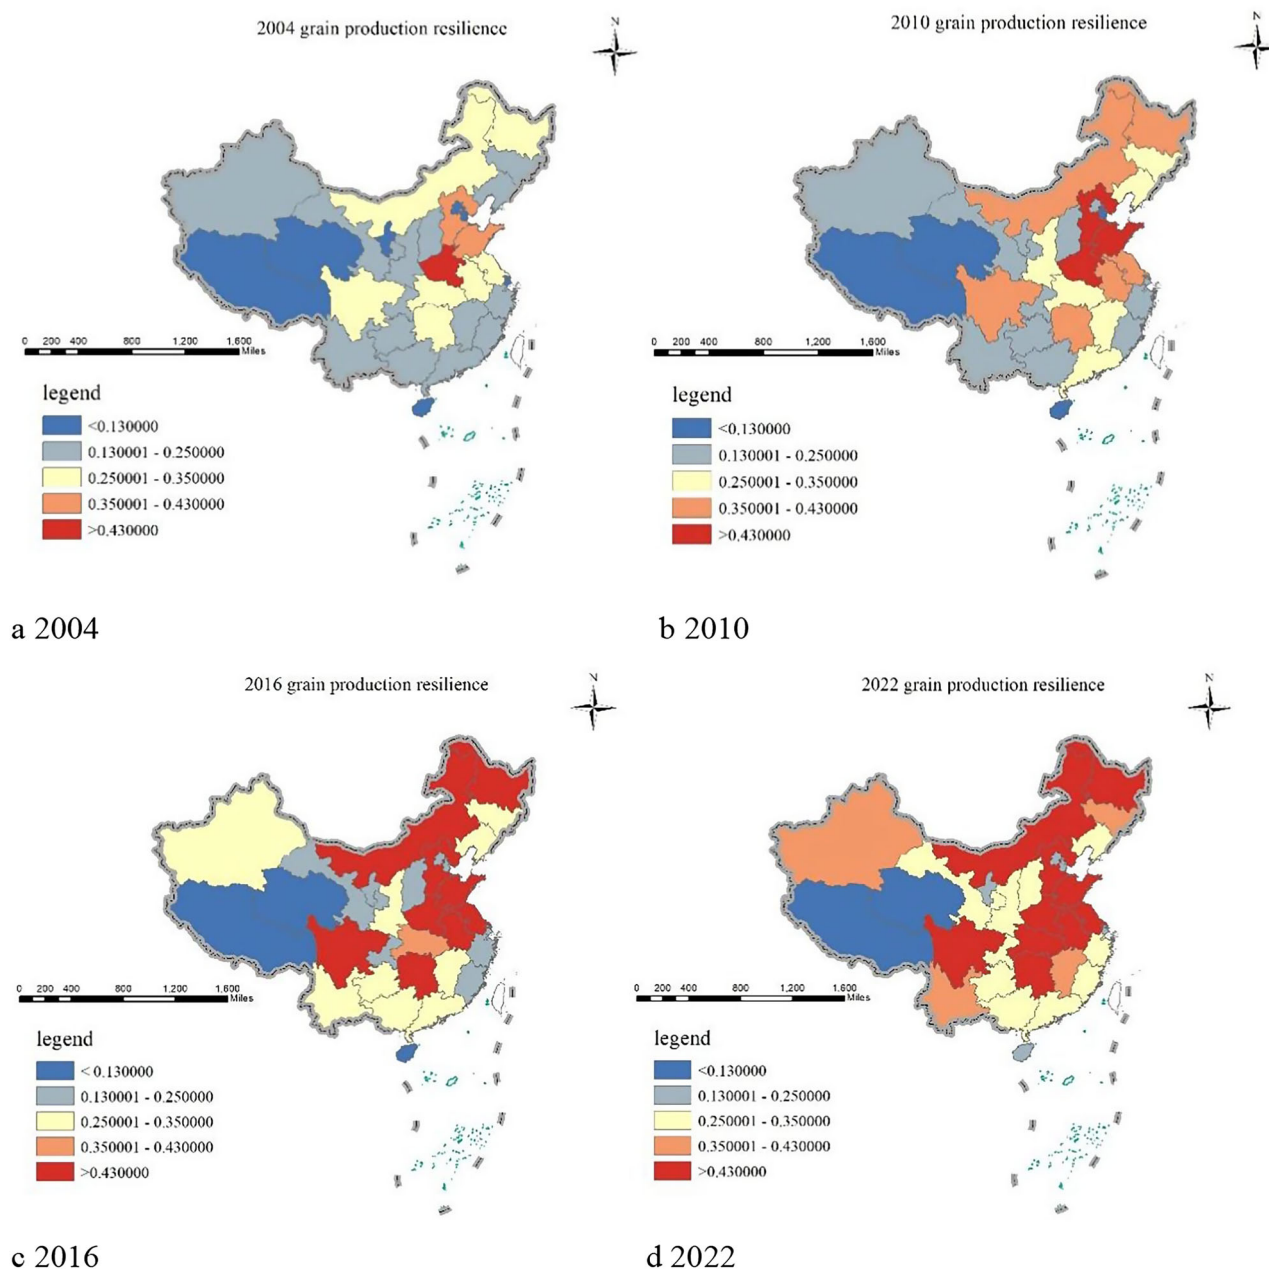 2004 grain production resilience
N
0 200 400 800 1,200 1,600
Miles
legend
<0.130000
0.130001 - 0.250000
0.250001 - 0.350000
0.350001 - 0.430000
>0.430000
a 2004
2010 grain production resilience
N
0 200 400 800 1,200 1,600
Miles
legend
<0.130000
0.130001 - 0.250000
0.250001 - 0.350000
0.350001 - 0.430000
>0.430000
b 2010
2016 grain production resilience
N
0 200 400 800 1,200 1,600
Miles
legend
< 0.130000
0.130001 - 0.250000
0.250001 - 0.350000
0.350001 - 0.430000
>0.430000
c 2016
2022 grain production resilience
N
0 200 400 800 1,200 1,600
Miles
legend
<0.130000
0.130001 - 0.250000
0.250001 - 0.350000
0.350001 - 0.430000
>0.430000
d 2022